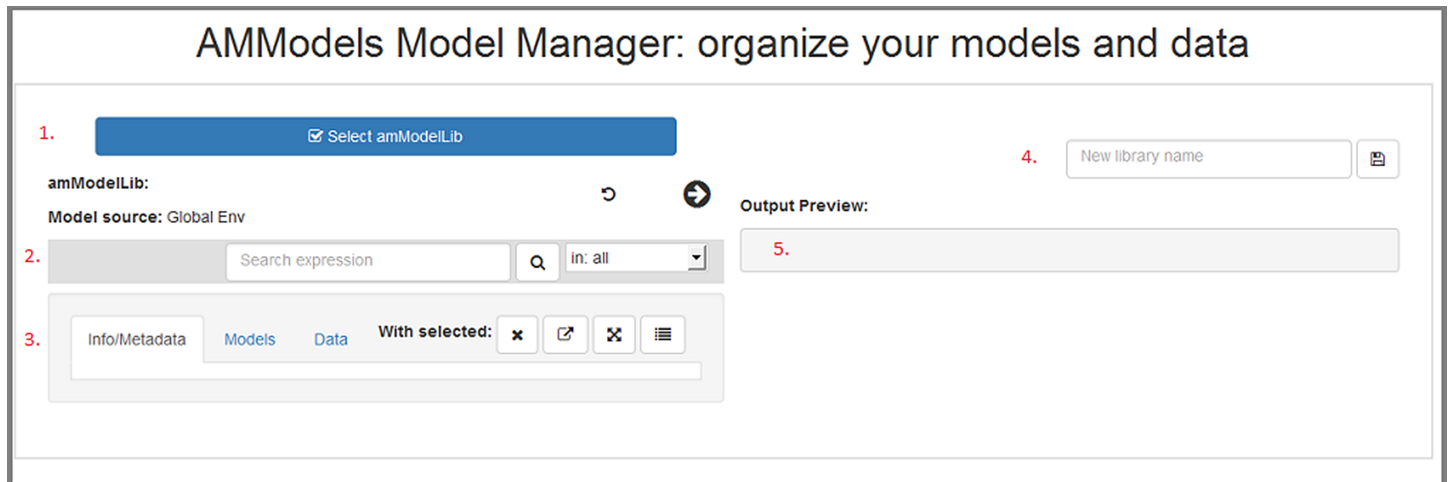 AMModels Model Manager: organize your models and data
1.
Select amModelLib
4.
New library name
amModelLib:
Model source: Global Env
Output Preview:
2.
Search expression
in: all
5.
3.
Info/Metadata
Models
Data
With selected: